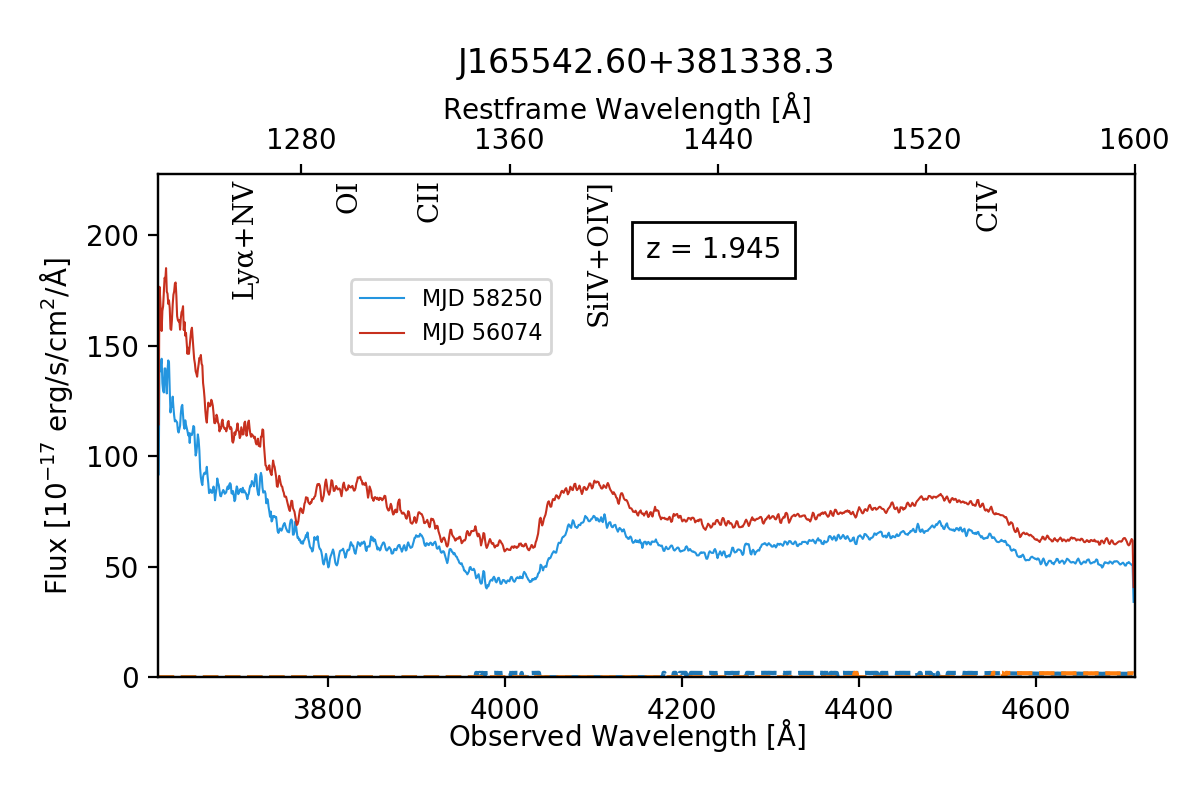 J165542.60+381338.3
Restframe Wavelength [Å]
1280 1360 1440 1520 1600
Lyα+NV
OI
CII
SiIV+OIV]
CIV
z = 1.945
MJD 58250
MJD 56074
Flux [10⁻¹⁷ erg/s/cm²/Å]
200
150
100
50
0
3800 4000 4200 4400 4600
Observed Wavelength [Å]